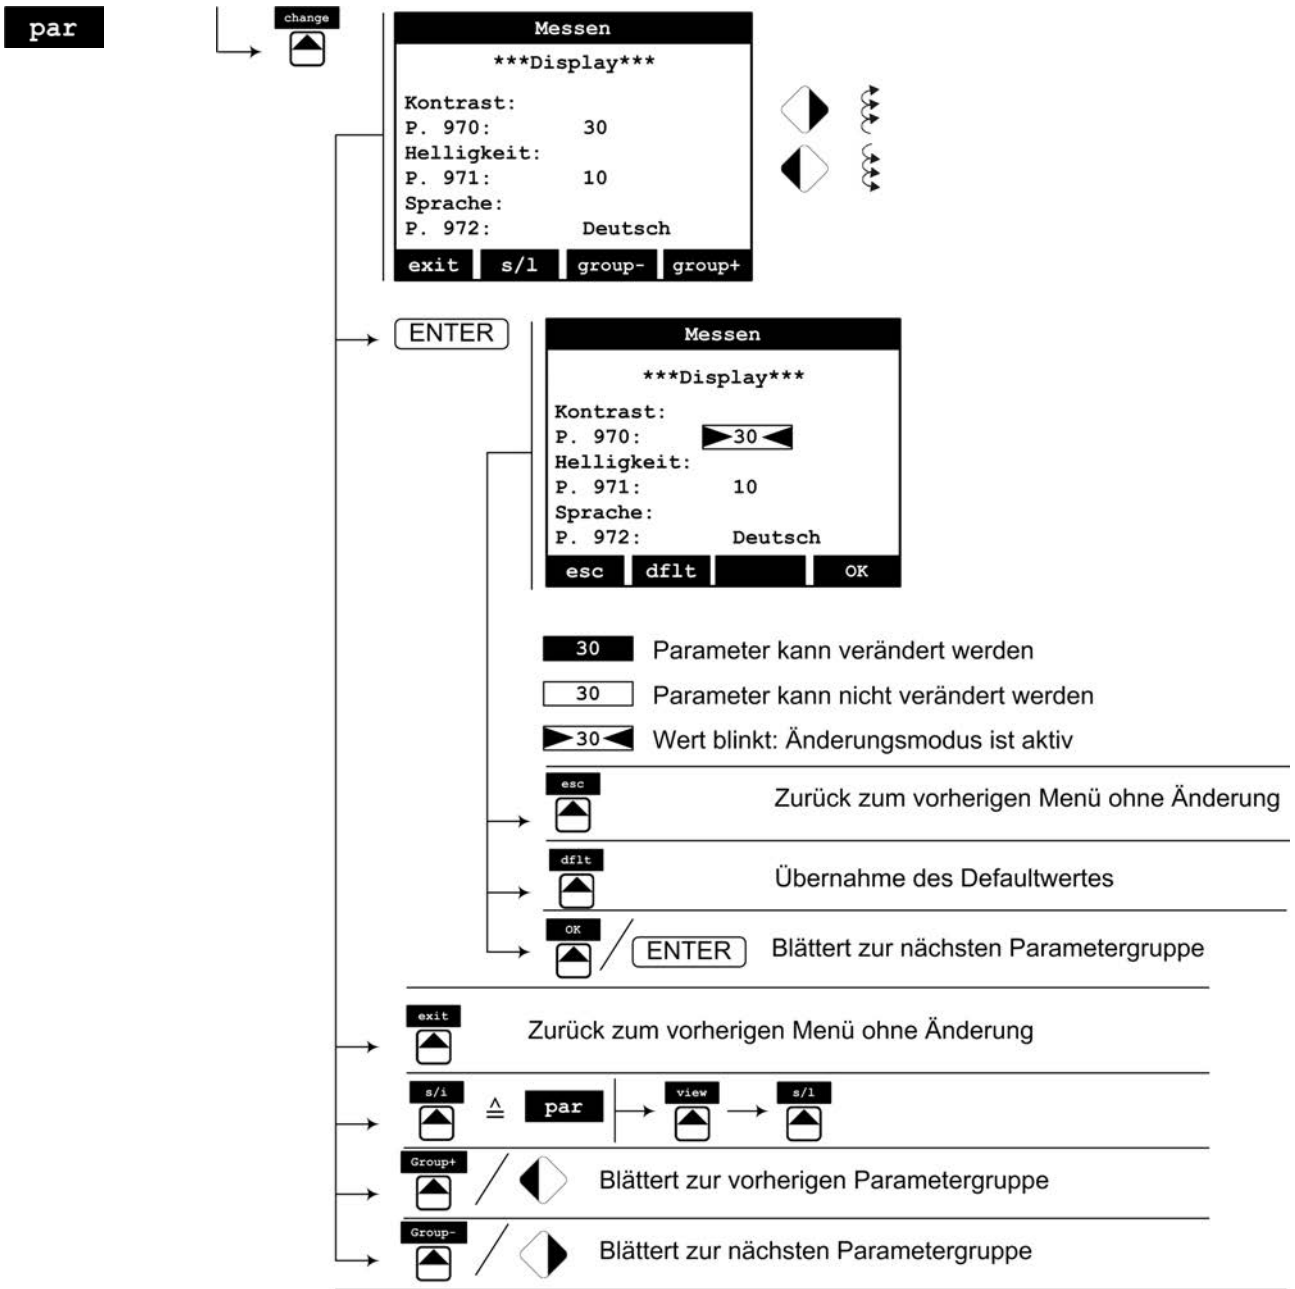 par
change
Messen
***Display***
Kontrast:
P. 970: 30
Helligkeit:
P. 971: 10
Sprache:
P. 972: Deutsch
exit s/l group- group+
ENTER
Messen
***Display***
Kontrast:
P. 970: 30
Helligkeit:
P. 971: 10
Sprache:
P. 972: Deutsch
esc dflt OK
30 Parameter kann verändert werden
30 Parameter kann nicht verändert werden
30 Wert blinkt: Änderungsmodus ist aktiv
esc
Zurück zum vorherigen Menü ohne Änderung
dflt
Übernahme des Defaultwertes
OK
/ ENTER Blättert zur nächsten Parametergruppe
exit
Zurück zum vorherigen Menü ohne Änderung
s/i ≙ par view s/l
Group+
/ Blättert zur vorherigen Parametergruppe
Group-
/ Blättert zur nächsten Parametergruppe